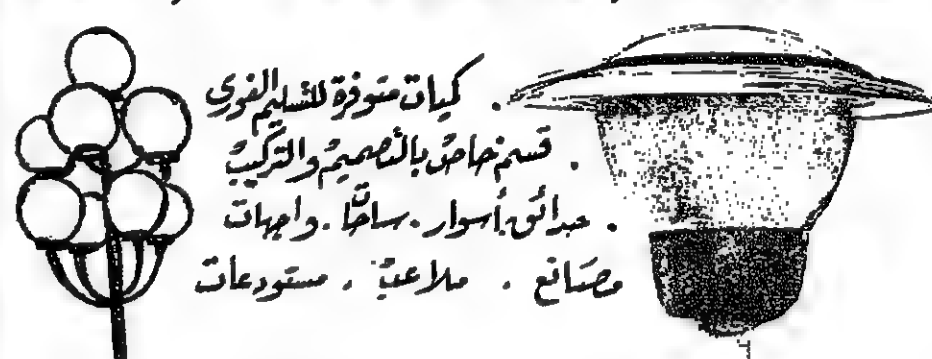 . كميات متوفرة للتسليم الفوري
. قسم خاص بالتصميم والتركيب
. حدائق . أسوار . ساحات . واجهات
مصانع . ملاعب . مستودعات